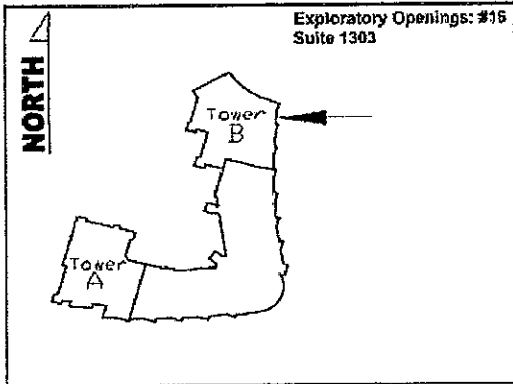 Exploratory Openings: #16
Suite 1303
NORTH
Tower
B
Tower
A